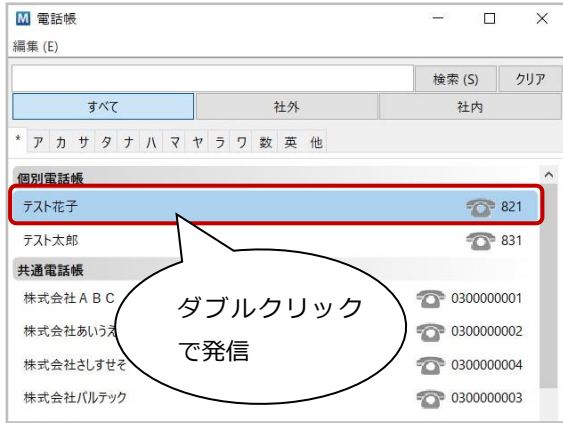 M 電話帳
編集 (E)
検索 (S) クリア
すべて 社外 社内
* ア カ サ タ ナ ハ マ ヤ ラ ワ 数 英 他
個別電話帳
テスト花子 821
テスト太郎 831
共通電話帳
株式会社ＡＢＣ 0300000001
株式会社あいうえ 0300000002
株式会社さしすせそ 0300000004
株式会社パルテック 0300000003
ダブルクリック
で発信